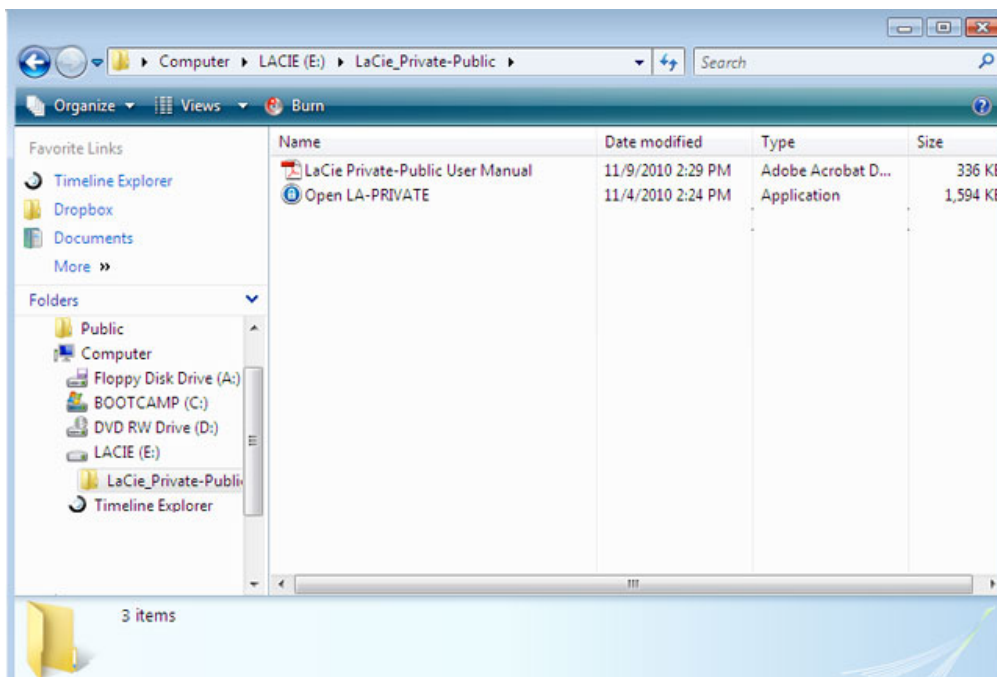 Computer LACIE (E:) LaCie_Private-Public Search
Organize Views Burn
Favorite Links
Timeline Explorer
Dropbox
Documents
More »
Folders
Public
Computer
Floppy Disk Drive (A:)
BOOTCAMP (C:)
DVD RW Drive (D:)
LACIE (E:)
LaCie_Private-Publi
Timeline Explorer
Name Date modified Type Size
LaCie Private-Public User Manual 11/9/2010 2:29 PM Adobe Acrobat D... 336 KB
Open LA-PRIVATE 11/4/2010 2:24 PM Application 1,594 KB
3 items